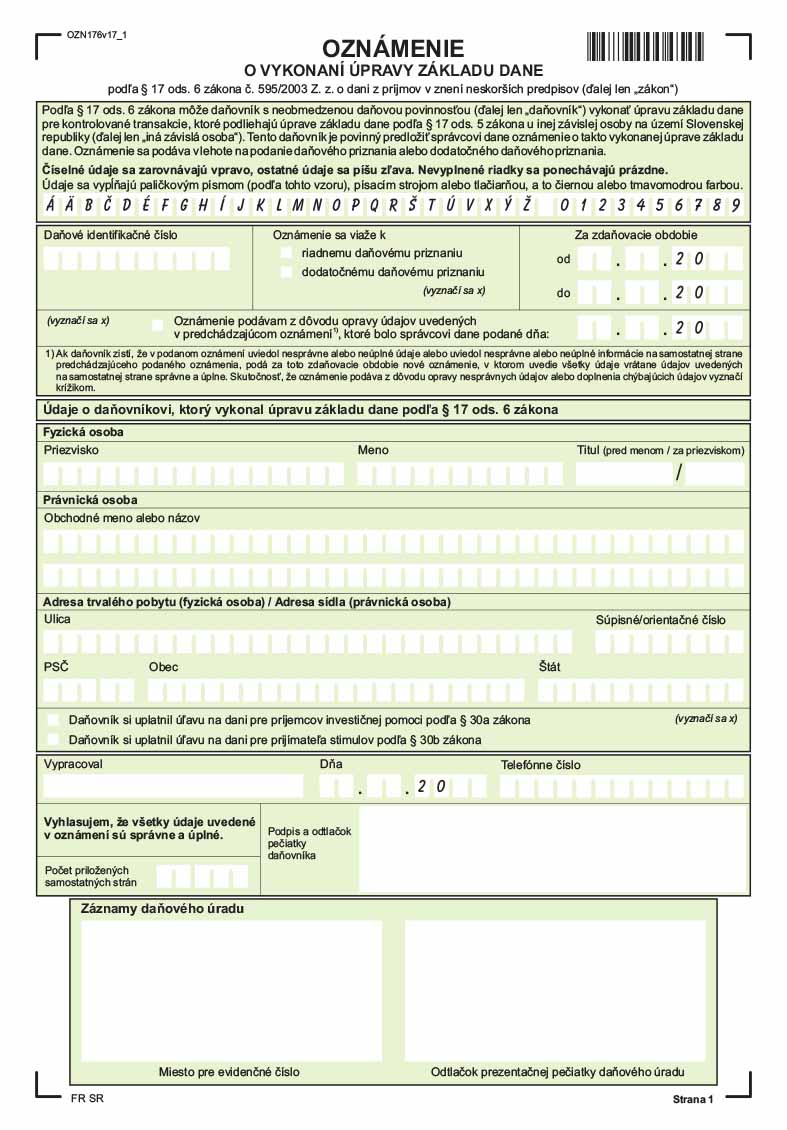 OZN176v17_1
OZNÁMENIE
O VYKONANÍ ÚPRAVY ZÁKLADU DANE
podľa § 17 ods. 6 zákona č. 595/2003 Z. z. o dani z príjmov v znení neskorších predpisov (ďalej len „zákon“)
Podľa § 17 ods. 6 zákona môže daňovník s neobmedzenou daňovou povinnosťou (ďalej len „daňovník“) vykonať úpravu základu dane
pre kontrolované transakcie, ktoré podliehajú úprave základu dane podľa § 17 ods. 5 zákona u inej závislej osoby na území Slovenskej
republiky (ďalej len „iná závislá osoba“). Tento daňovník je povinný predložiť správcovi dane oznámenie o takto vykonanej úprave základu
dane. Oznámenie sa podáva v lehote na podanie daňového priznania alebo dodatočného daňového priznania.
Číselné údaje sa zarovnávajú vpravo, ostatné údaje sa píšu zľava. Nevyplnené riadky sa ponechávajú prázdne.
Údaje sa vypĺňajú paličkovým písmom (podľa tohto vzoru), písacím strojom alebo tlačiarňou, a to čiernou alebo tmavomodrou farbou.
Á Ä B Č D É F G H Í J K L M N O P Q R Š T Ú V X Ý Ž 0 1 2 3 4 5 6 7 8 9
Daňové identifikačné číslo
Oznámenie sa viaže k
riadnemu daňovému priznaniu
dodatočnému daňovému priznaniu
(vyznačí sa x)
Za zdaňovacie obdobie
od . . 20
do . . 20
(vyznačí sa x)
Oznámenie podávam z dôvodu opravy údajov uvedených
v predchádzajúcom oznámení1), ktoré bolo správcovi dane podané dňa: . . 20
1) Ak daňovník zistí, že v podanom oznámení uviedol nesprávne alebo neúplné údaje alebo uviedol nesprávne alebo neúplné informácie na samostatnej strane
predchádzajúceho podaného oznámenia, podá za toto zdaňovacie obdobie nové oznámenie, v ktorom uvedie všetky údaje vrátane údajov uvedených
na samostatnej strane správne a úplne. Skutočnosť, že oznámenie podáva z dôvodu opravy nesprávnych údajov alebo doplnenia chýbajúcich údajov vyznačí
krížikom.
Údaje o daňovníkovi, ktorý vykonal úpravu základu dane podľa § 17 ods. 6 zákona
Fyzická osoba
Priezvisko Meno Titul (pred menom / za priezviskom)
/
Právnická osoba
Obchodné meno alebo názov
Adresa trvalého pobytu (fyzická osoba) / Adresa sídla (právnická osoba)
Ulica Súpisné/orientačné číslo
PSČ Obec Štát
Daňovník si uplatnil úľavu na dani pre príjemcov investičnej pomoci podľa § 30a zákona (vyznačí sa x)
Daňovník si uplatnil úľavu na dani pre prijímateľa stimulov podľa § 30b zákona
Vypracoval Dňa Telefónne číslo
. . 20
Vyhlasujem, že všetky údaje uvedené
v oznámení sú správne a úplné.
Podpis a odtlačok
pečiatky
daňovníka
Počet priložených
samostatných strán
Záznamy daňového úradu
Miesto pre evidenčné číslo Odtlačok prezentačnej pečiatky daňového úradu
FR SR Strana 1